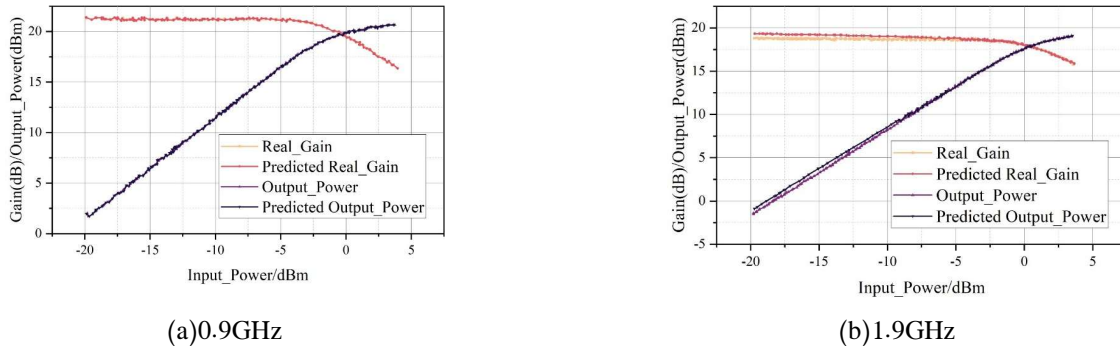 Gain(dB)/Output_Power(dBm)
20
15
10
5
0
-20
-15
-10
-5
0
5
Input_Power/dBm
Real_Gain
Predicted Real_Gain
Output_Power
Predicted Output_Power
(a)0.9GHz
Gain(dB)/Output_Power(dBm)
20
15
10
5
0
-5
-20
-15
-10
-5
0
5
Input_Power/dBm
Real_Gain
Predicted Real_Gain
Output_Power
Predicted Output_Power
(b)1.9GHz